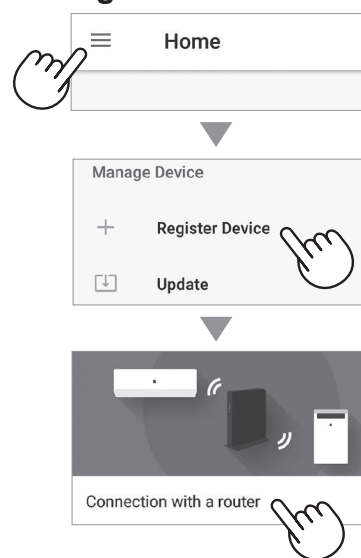 Home
Manage Device
Register Device
Update
Connection with a router